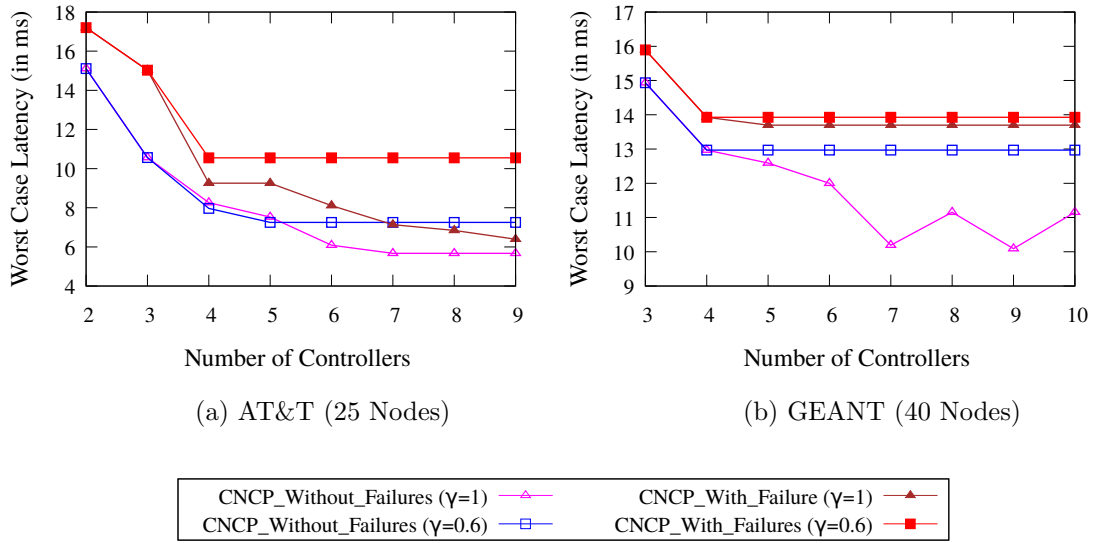 Worst Case Latency (in ms)
18
16
14
12
10
8
6
4
2 3 4 5 6 7 8 9
Number of Controllers
(a) AT&T (25 Nodes)
Worst Case Latency (in ms)
17
16
15
14
13
12
11
10
9
3 4 5 6 7 8 9 10
Number of Controllers
(b) GEANT (40 Nodes)
CNCP_Without_Failures (γ=1)
CNCP_Without_Failures (γ=0.6)
CNCP_With_Failure (γ=1)
CNCP_With_Failures (γ=0.6)